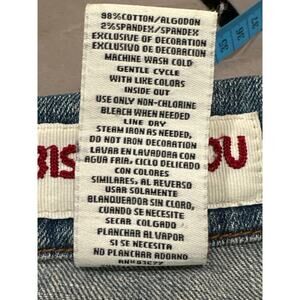 98%COTTON/ALGODON
2%SPANDEX/SPANDEX
EXCLUSIVE OF DECORATION
EXCLUSIVO DE DECORACION
MACHINE WASH COLD
GENTLE CYCLE
WITH LIKE COLORS
INSIDE OUT
USE ONLY NON-CHLORINE
BLEACH WHEN NEEDED
LINE DRY
STEAM IRON AS NEEDED,
DO NOT IRON DECORATION
LAVAR EN LAVADORA CON
AGUA FRIA, CICLO DELICADO
CON COLORES
SIMILARES, AL REVERSO
USAR SOLAMENTE
BLANQUEADOR SIN CLORO,
CUANDO SE NECESITA
SECAR COLGADO
PLANCHAR AL VAPOR
SI SE NECESITA
NO PLANCHAR ADORNO